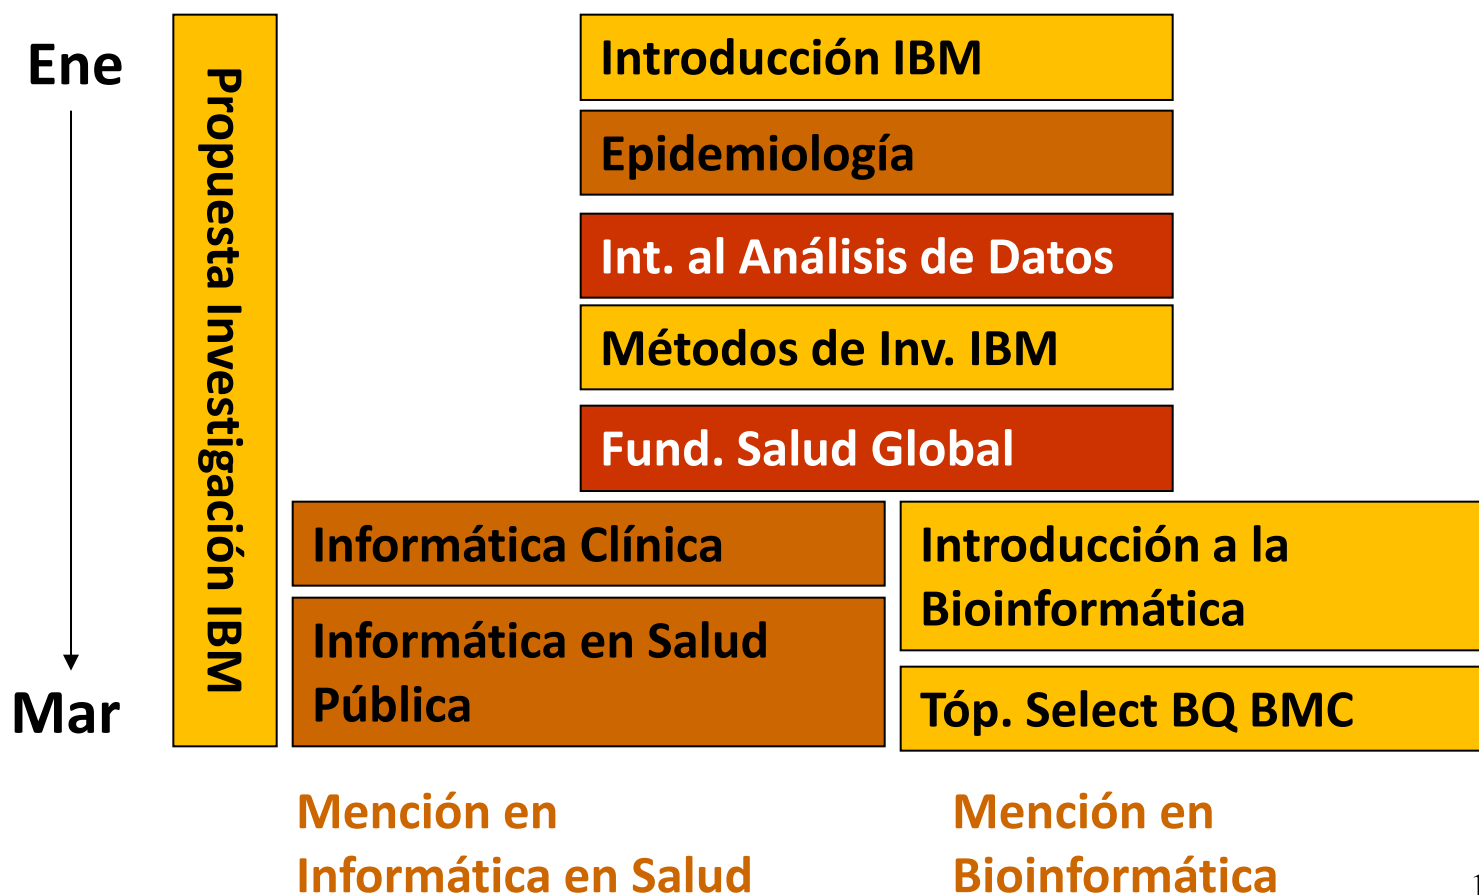 Ene
Mar
Propuesta Investigación IBM
Introducción IBM
Epidemiología
Int. al Análisis de Datos
Métodos de Inv. IBM
Fund. Salud Global
Informática Clínica
Informática en Salud
Pública
Introducción a la
Bioinformática
Tóp. Select BQ BMC
Mención en
Informática en Salud
Mención en
Bioinformática
1